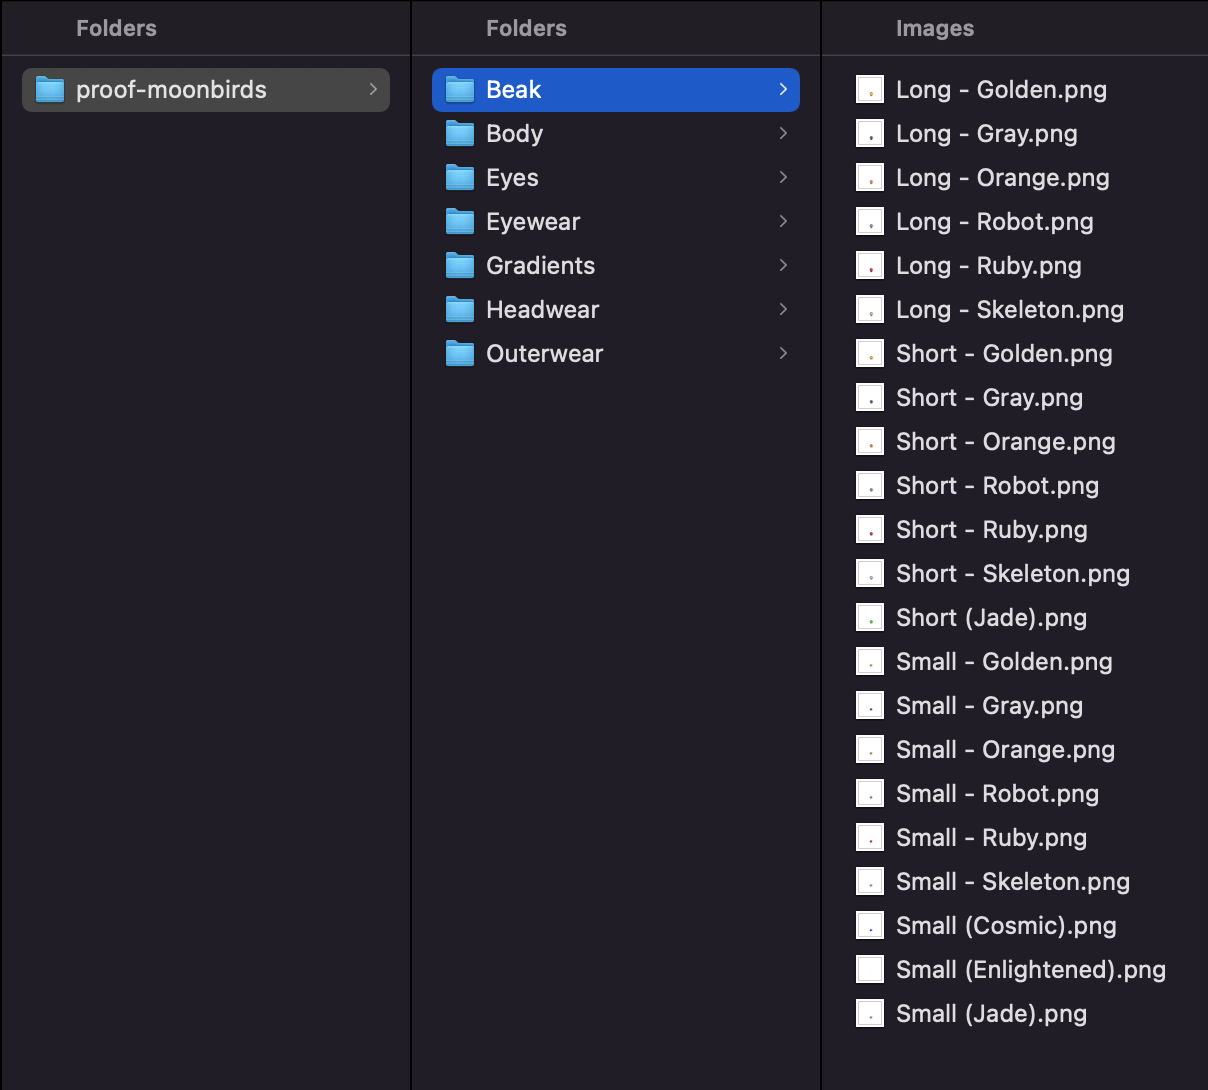 Folders
proof-moonbirds
Folders
Beak
Body
Eyes
Eyewear
Gradients
Headwear
Outerwear
Images
Long - Golden.png
Long - Gray.png
Long - Orange.png
Long - Robot.png
Long - Ruby.png
Long - Skeleton.png
Short - Golden.png
Short - Gray.png
Short - Orange.png
Short - Robot.png
Short - Ruby.png
Short - Skeleton.png
Short (Jade).png
Small - Golden.png
Small - Gray.png
Small - Orange.png
Small - Robot.png
Small - Ruby.png
Small - Skeleton.png
Small (Cosmic).png
Small (Enlightened).png
Small (Jade).png